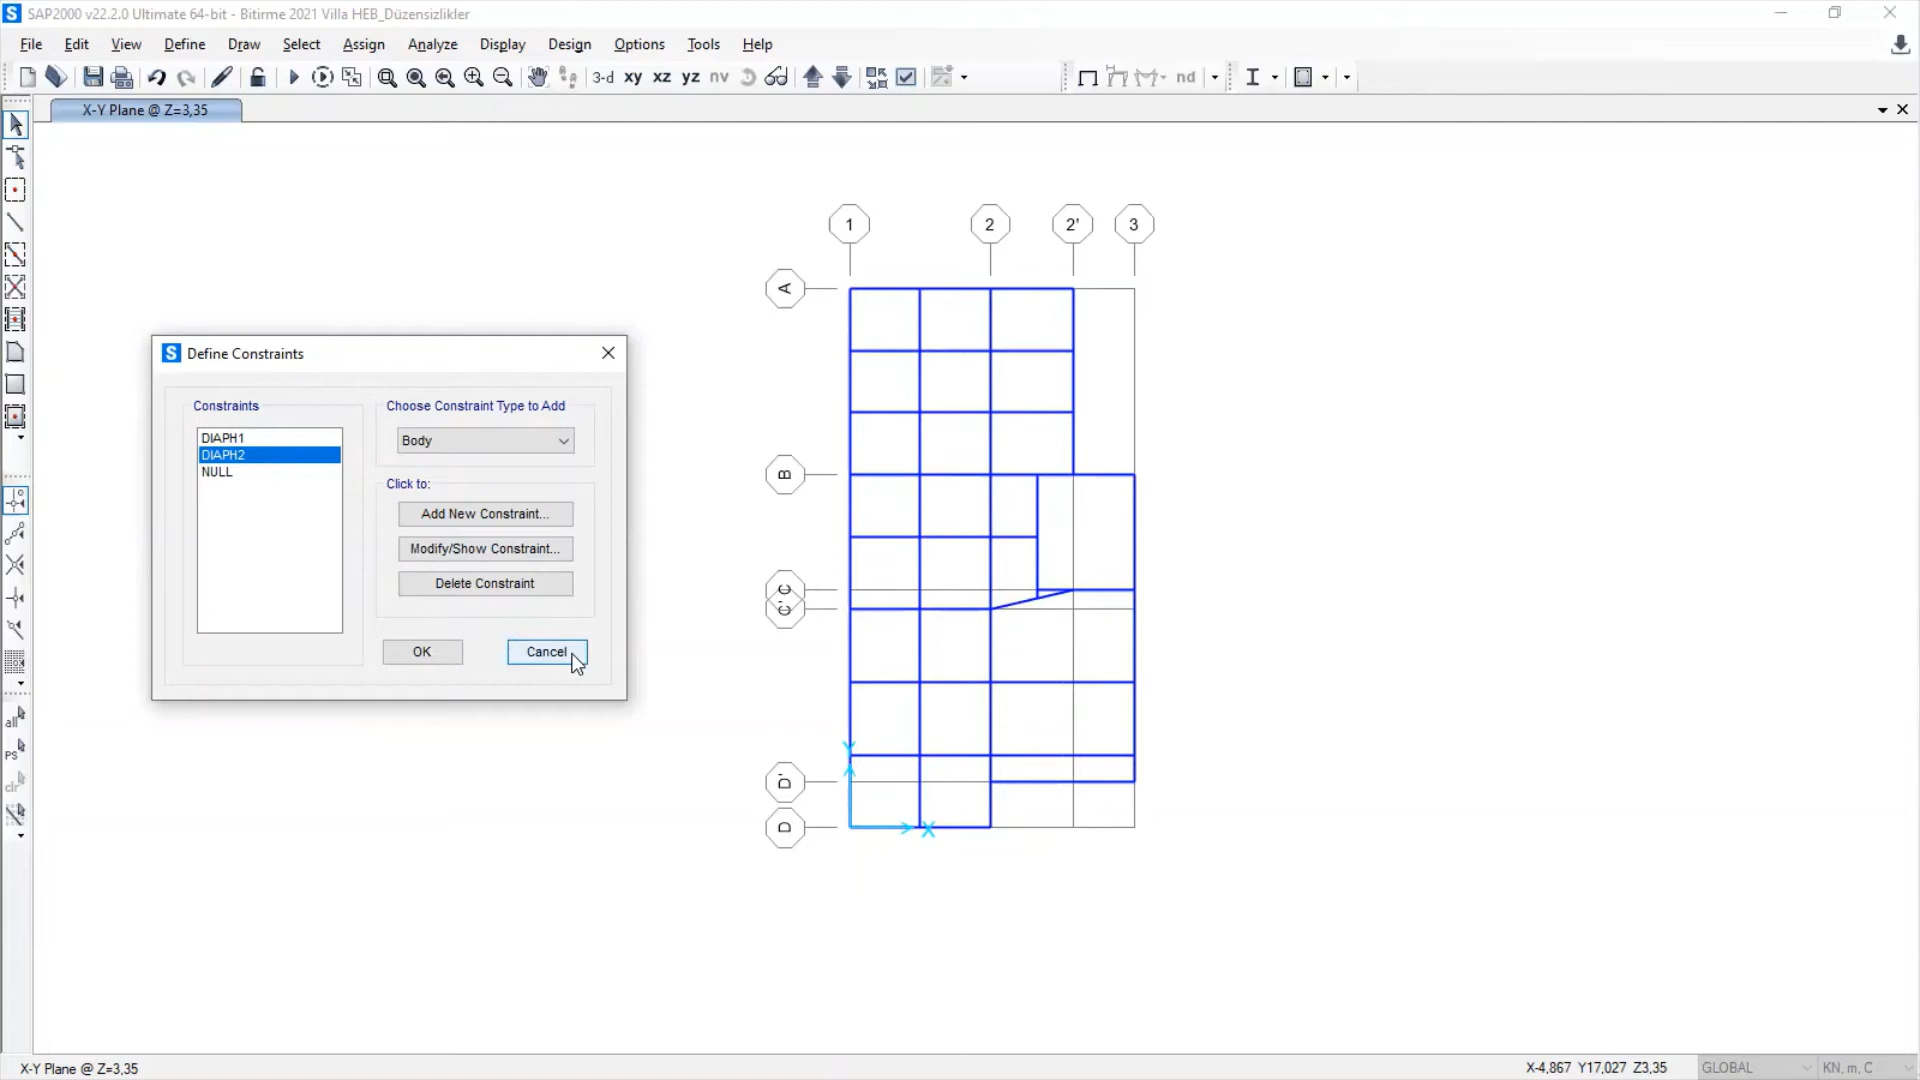 SAP2000 v22.2.0 Ultimate 64-bit - Bitirme 2021 Villa HEB_Düzensizlikler
File Edit View Define Draw Select Assign Analyze Display Design Options Tools Help
3-d xy xz yz nv nd
X-Y Plane @ Z=3,35
1 2 2' 3
A
B
C
C'
D'
D
Define Constraints
Constraints
DIAPH1
DIAPH2
NULL
Choose Constraint Type to Add
Body
Click to:
Add New Constraint...
Modify/Show Constraint...
Delete Constraint
OK Cancel
Y
X
all
PS
clr
X-Y Plane @ Z=3,35
X-4,867 Y17,027 Z3,35
GLOBAL
KN, m, C